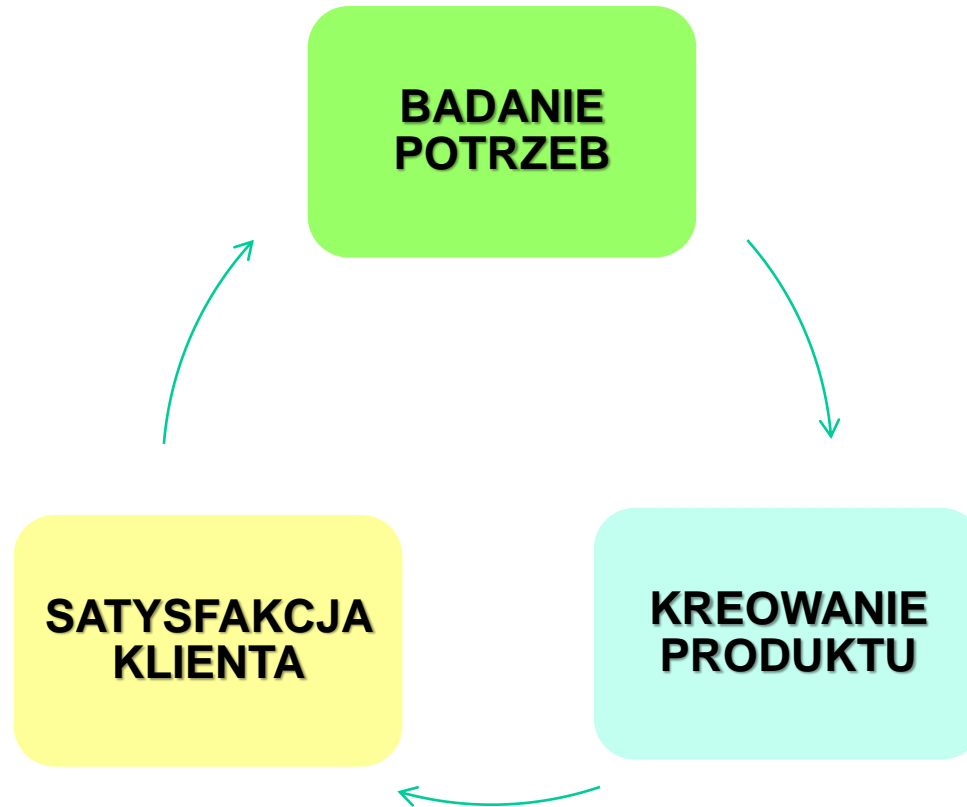 BADANIE
POTRZEB
KREOWANIE
PRODUKTU
SATYSFAKCJA
KLIENTA